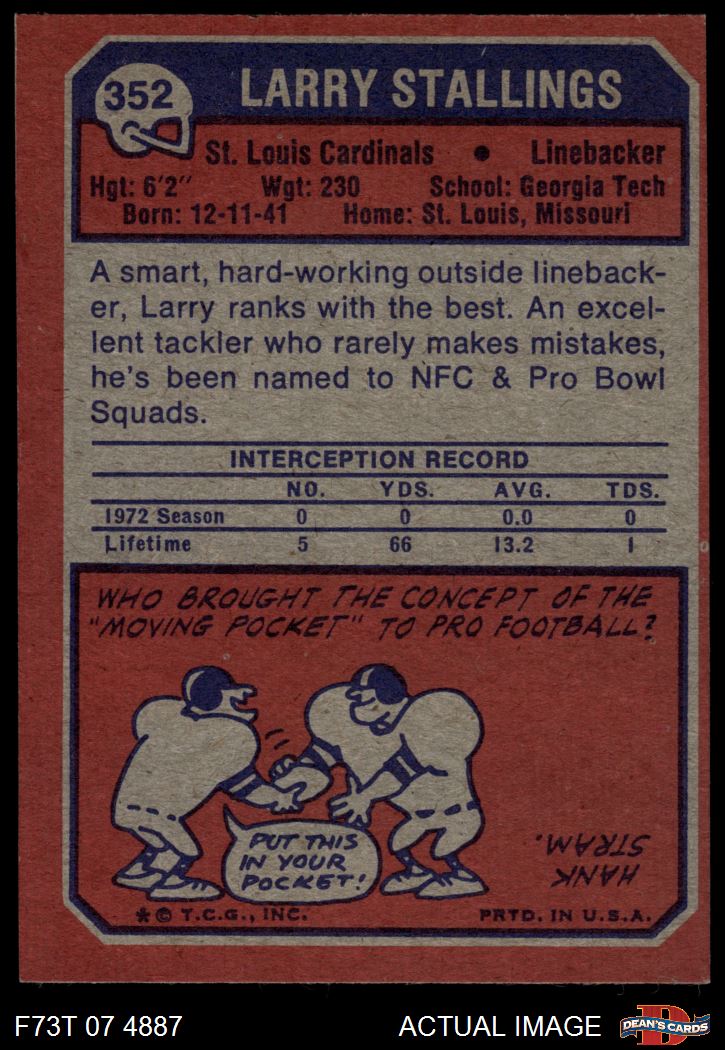 352
LARRY STALLINGS
St. Louis Cardinals • Linebacker
Hgt: 6'2" Wgt: 230 School: Georgia Tech
Born: 12-11-41 Home: St. Louis, Missouri
A smart, hard-working outside lineback-
er, Larry ranks with the best. An excel-
lent tackler who rarely makes mistakes,
he's been named to NFC & Pro Bowl
Squads.
INTERCEPTION RECORD
NO. YDS. AVG. TDS.
1972 Season 0 0 0.0 0
Lifetime 5 66 13.2 1
WHO BROUGHT THE CONCEPT OF THE
"MOVING POCKET" TO PRO FOOTBALL?
PUT THIS
IN YOUR
POCKET!
HANK
STRAM.
* © T.C.G., INC. PRTD. IN U.S.A.
F73T 07 4887 ACTUAL IMAGE
D
DEAN'S CARDS